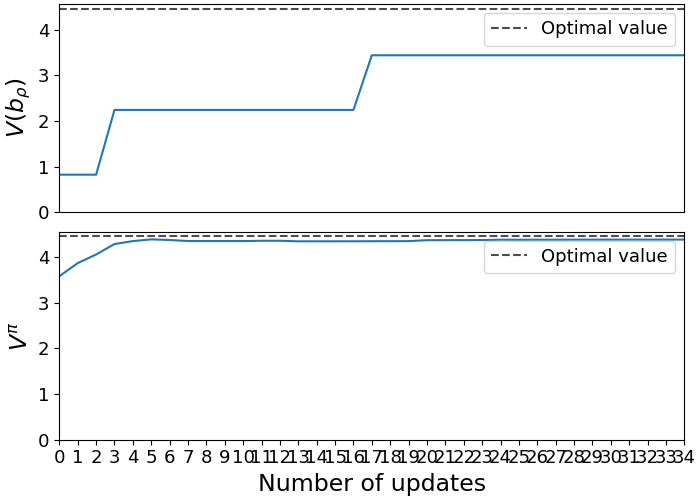 4
3
2
1
0
V(b_ρ)
Optimal value
4
3
2
1
0
V^π
Optimal value
0 1 2 3 4 5 6 7 8 9 10 11 12 13 14 15 16 17 18 19 20 21 22 23 24 25 26 27 28 29 30 31 32 33 34
Number of updates